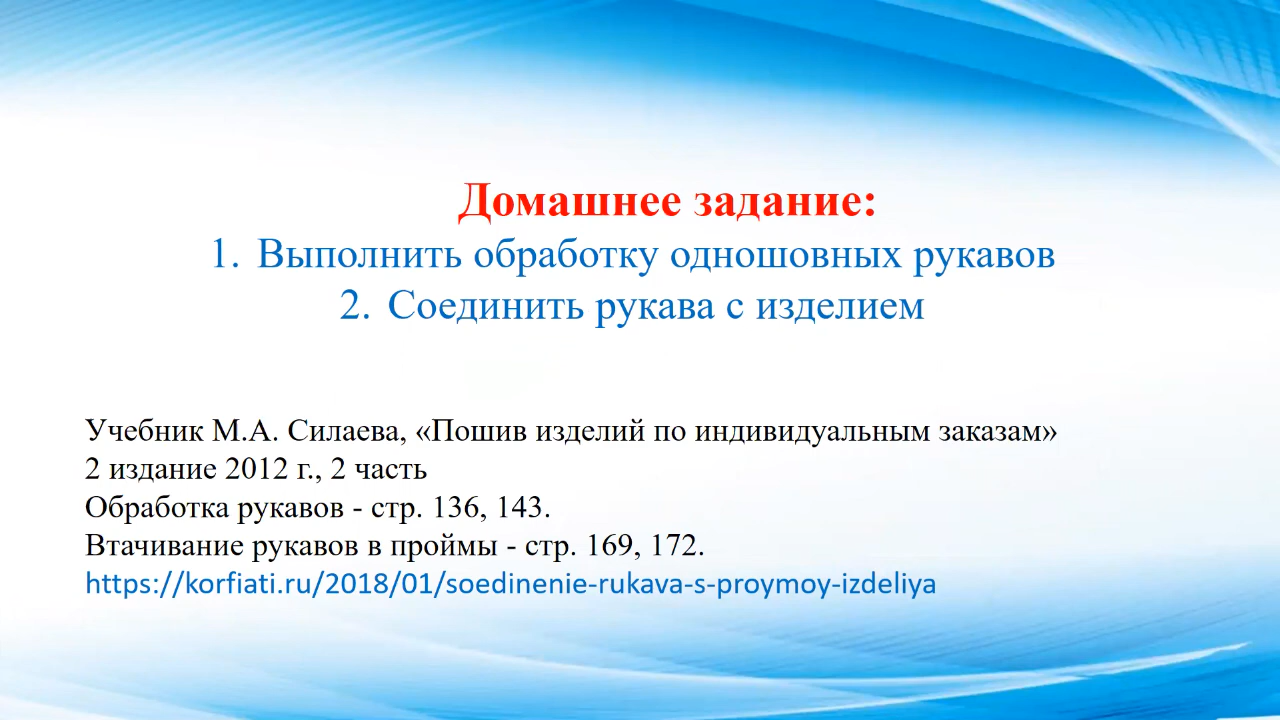 Домашнее задание:
1. Выполнить обработку одношовных рукавов
2. Соединить рукава с изделием
Учебник М.А. Силаева, «Пошив изделий по индивидуальным заказам»
2 издание 2012 г., 2 часть
Обработка рукавов - стр. 136, 143.
Втачивание рукавов в проймы - стр. 169, 172.
https://korfiati.ru/2018/01/soedinenie-rukava-s-proymoy-izdeliya